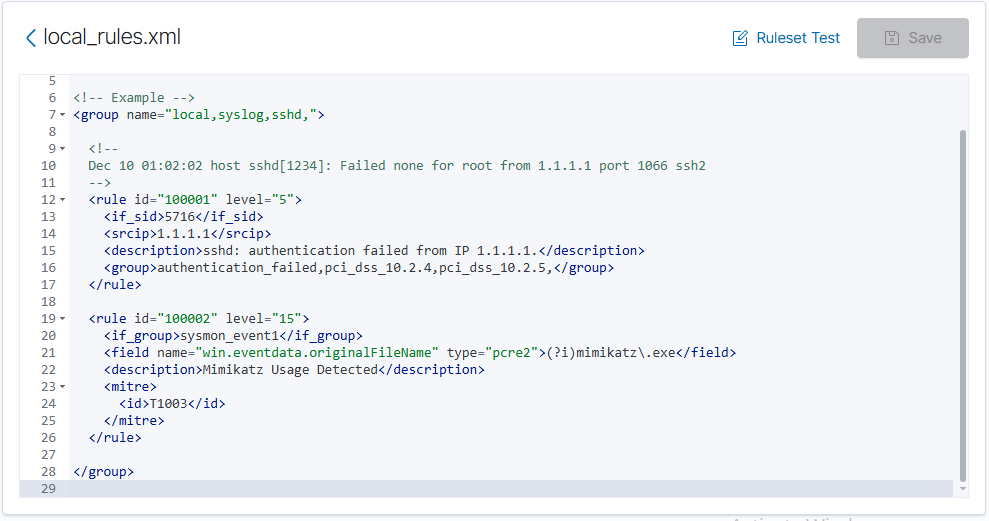 local_rules.xml
Ruleset Test
Save
5
6 <!-- Example -->
7 <group name="local,syslog,sshd,">
8
9 <!--
10 Dec 10 01:02:02 host sshd[1234]: Failed none for root from 1.1.1.1 port 1066 ssh2
11 -->
12 <rule id="100001" level="5">
13 <if_sid>5716</if_sid>
14 <srcip>1.1.1.1</srcip>
15 <description>sshd: authentication failed from IP 1.1.1.1.</description>
16 <group>authentication_failed,pci_dss_10.2.4,pci_dss_10.2.5,</group>
17 </rule>
18
19 <rule id="100002" level="15">
20 <if_group>sysmon_event1</if_group>
21 <field name="win.eventdata.originalFileName" type="pcre2">(?i)mimikatz\.exe</field>
22 <description>Mimikatz Usage Detected</description>
23 <mitre>
24 <id>T1003</id>
25 </mitre>
26 </rule>
27
28 </group>
29